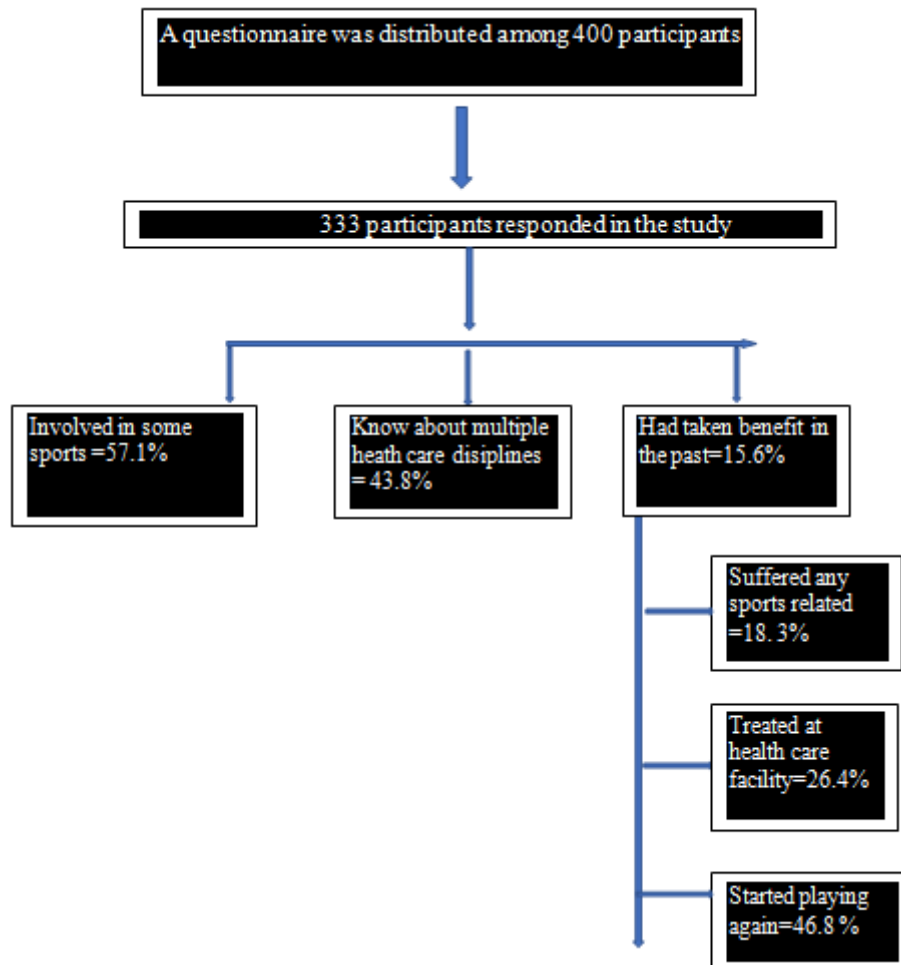 A questionnaire was distributed among 400 participants
333 participants responded in the study
Involved in some
sports =57.1%
Know about multiple
heath care disiplines
= 43.8%
Had taken benefit in
the past=15.6%
Suffered any
sports related
=18. 3%
Treated at
health care
facility=26.4%
Started playing
again=46.8 %